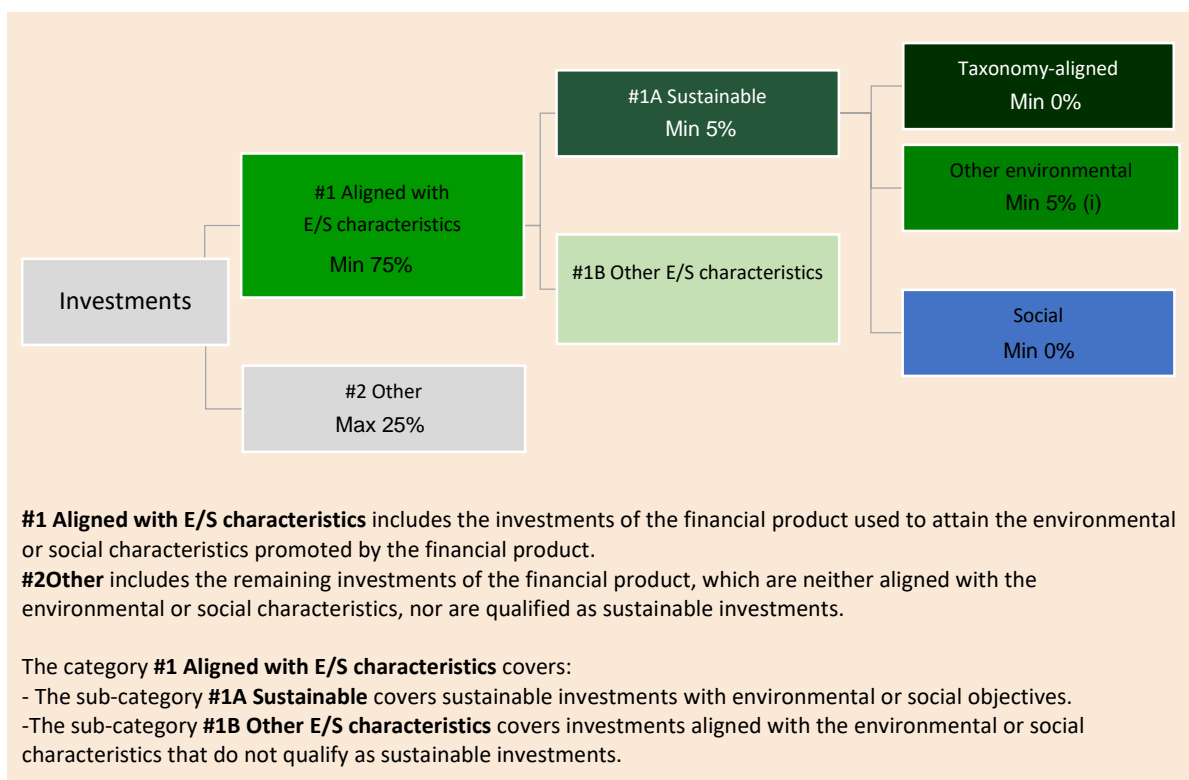 Investments
#1 Aligned with
E/S characteristics
Min 75%
#2 Other
Max 25%
#1A Sustainable
Min 5%
#1B Other E/S characteristics
Taxonomy-aligned
Min 0%
Other environmental
Min 5% (i)
Social
Min 0%
#1 Aligned with E/S characteristics includes the investments of the financial product used to attain the environmental
or social characteristics promoted by the financial product.
#2Other includes the remaining investments of the financial product, which are neither aligned with the
environmental or social characteristics, nor are qualified as sustainable investments.
The category #1 Aligned with E/S characteristics covers:
- The sub-category #1A Sustainable covers sustainable investments with environmental or social objectives.
-The sub-category #1B Other E/S characteristics covers investments aligned with the environmental or social
characteristics that do not qualify as sustainable investments.